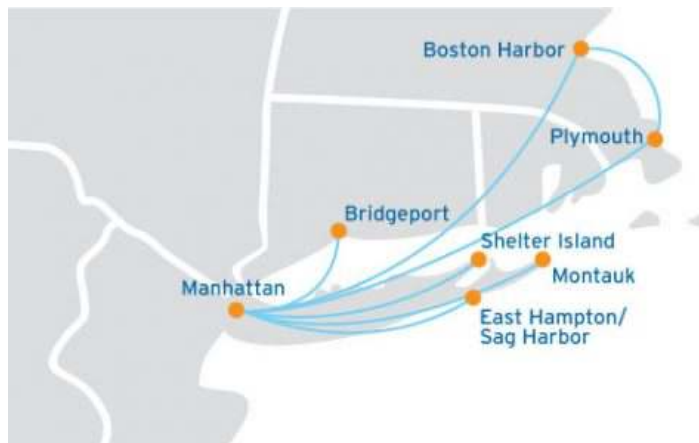 Boston Harbor
Plymouth
Bridgeport
Shelter Island
Manhattan
Montauk
East Hampton/
Sag Harbor